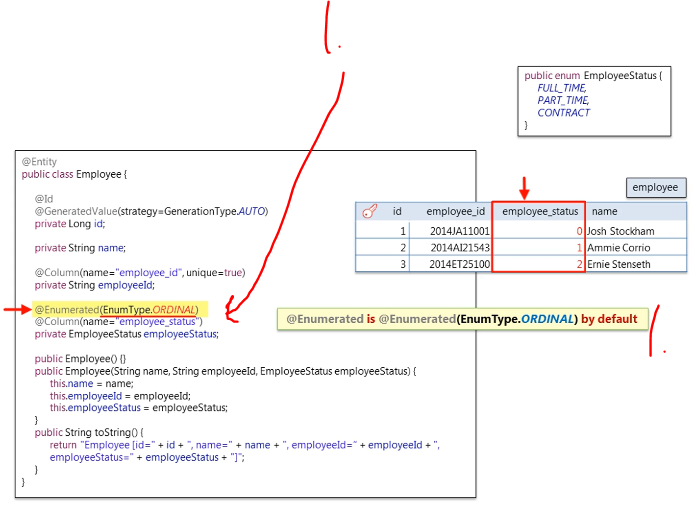 public enum EmployeeStatus {
FULL_TIME,
PART_TIME,
CONTRACT
}
@Entity
public class Employee {
@Id
@GeneratedValue(strategy=GenerationType.AUTO)
private Long id;
private String name;
@Column(name="employee_id", unique=true)
private String employeeId;
@Enumerated(EnumType.ORDINAL)
@Column(name="employee_status")
private EmployeeStatus employeeStatus;
public Employee() {}
public Employee(String name, String employeeId, EmployeeStatus employeeStatus) {
this.name = name;
this.employeeId = employeeId;
this.employeeStatus = employeeStatus;
}
public String toString() {
return "Employee [id=" + id + ", name=" + name + ", employeeId=" + employeeId + ",
employeeStatus=" + employeeStatus + "]";
}
}
employee
id employee_id employee_status name
1 2014JA11001 0 Josh Stockham
2 2014AI21543 1 Ammie Corrio
3 2014ET25100 2 Ernie Stenseth
@Enumerated is @Enumerated(EnumType.ORDINAL) by default